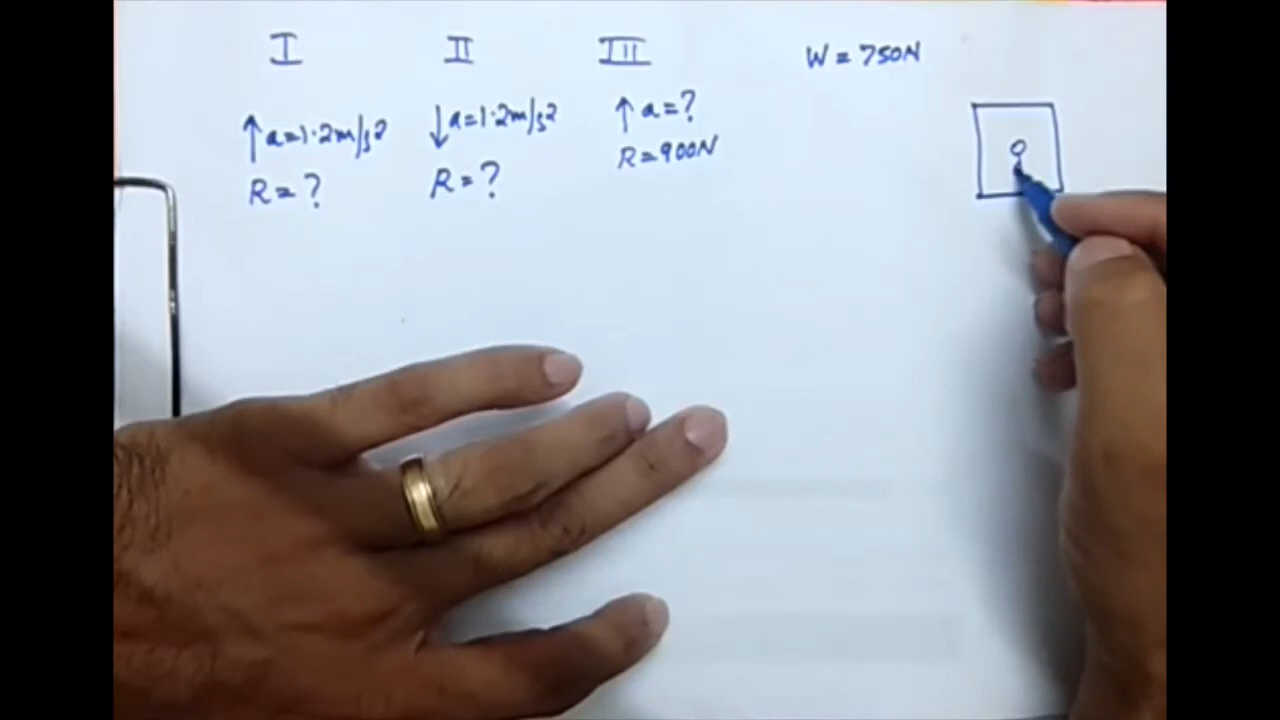 I II III W = 750N
↑ a=1.2m/s2 ↓ a=1.2m/s2 ↑ a=?
R = ? R = ? R=900N